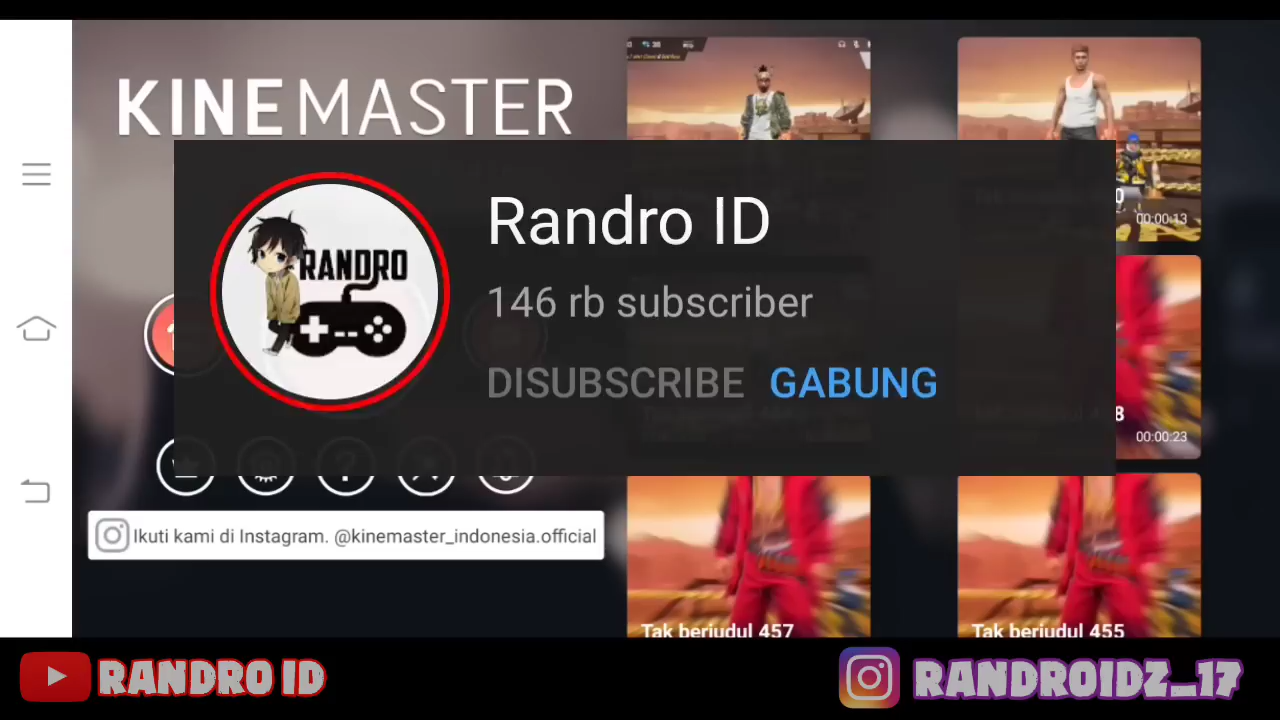 KINEMASTER
Randro ID
146 rb subscriber
DISUBSCRIBE GABUNG
RANDRO
00:00:13
00:00:23
Ikuti kami di Instagram. @kinemaster_indonesia.official
Tak berjudul 457
Tak berjudul 455
RANDRO ID
RANDROIDZ_17